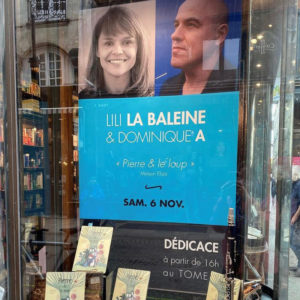 LILI LA BALEINE
& DOMINIQUE A
« Pierre & le loup »
SAM. 6 NOV.
DÉDICACE
à partir de 16h
au TOME